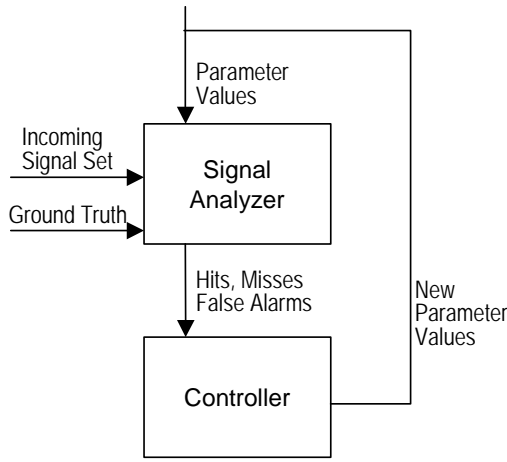 Parameter
Values
Incoming
Signal Set
Signal
Analyzer
Ground Truth
Hits, Misses
False Alarms
New
Parameter
Values
Controller